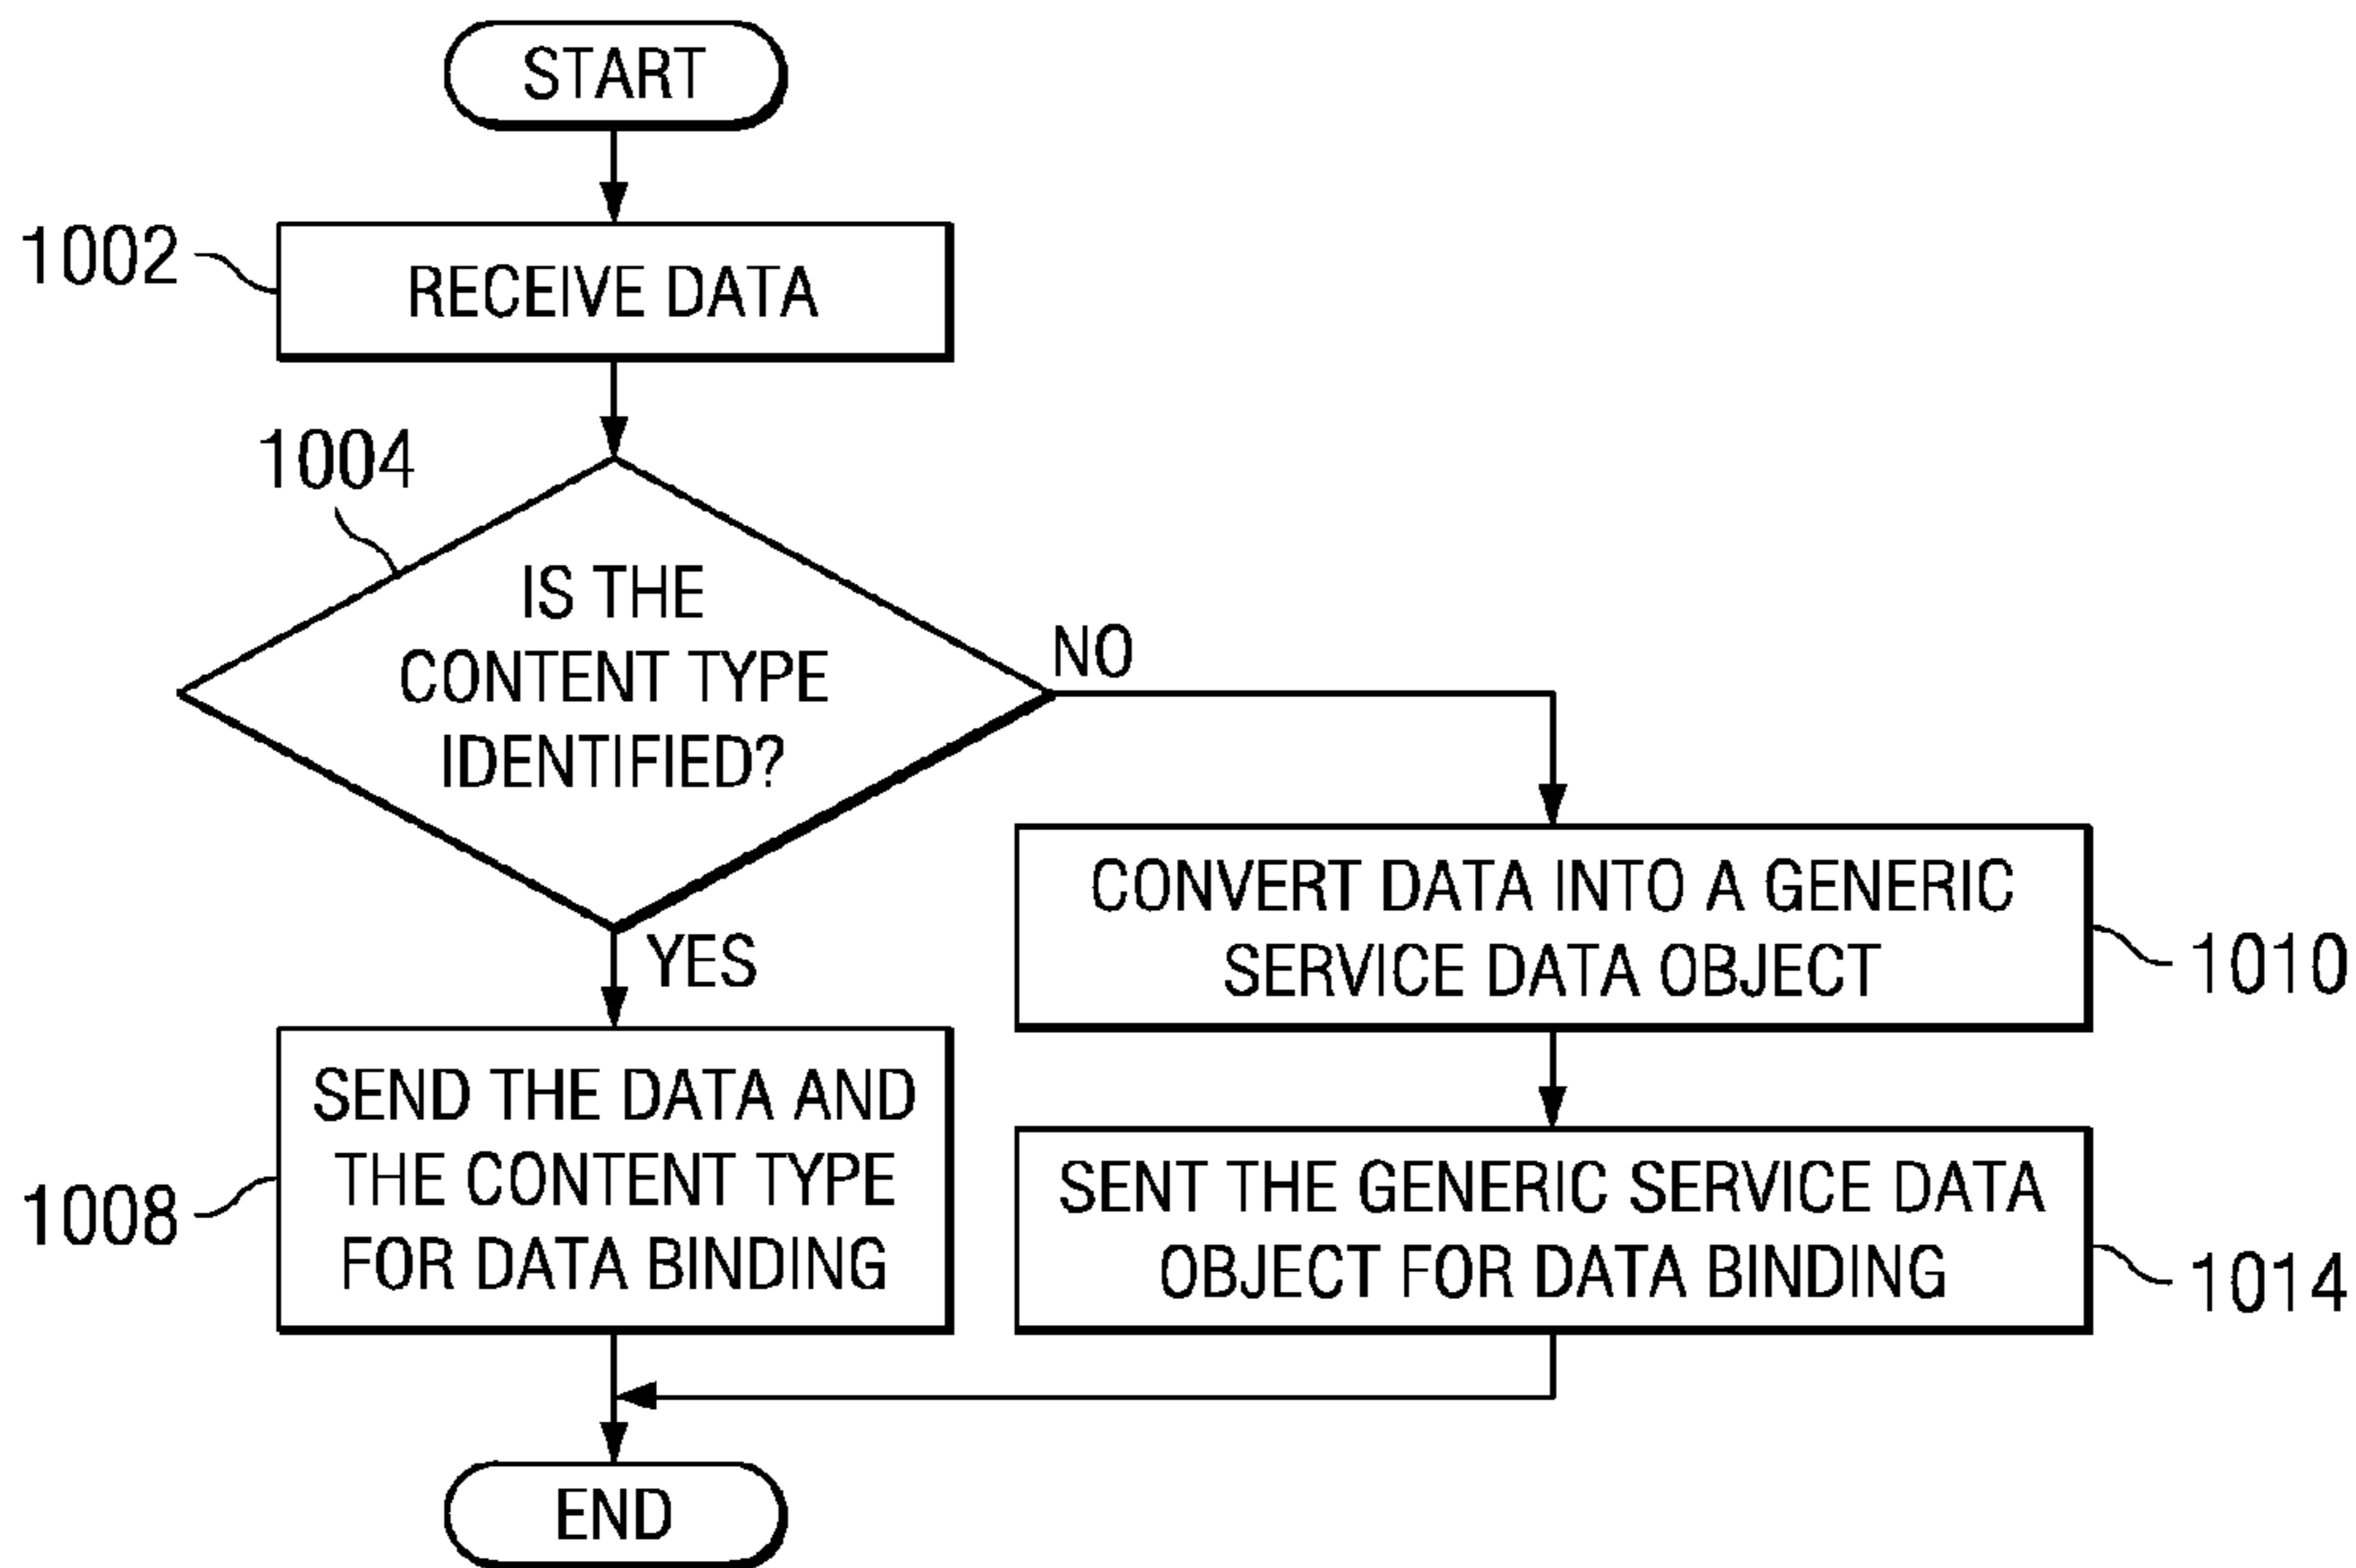 START
1002
RECEIVE DATA
1004
IS THE
CONTENT TYPE
IDENTIFIED?
NO
YES
CONVERT DATA INTO A GENERIC
SERVICE DATA OBJECT
1010
SEND THE DATA AND
THE CONTENT TYPE
FOR DATA BINDING
1008
SENT THE GENERIC SERVICE DATA
OBJECT FOR DATA BINDING
1014
END